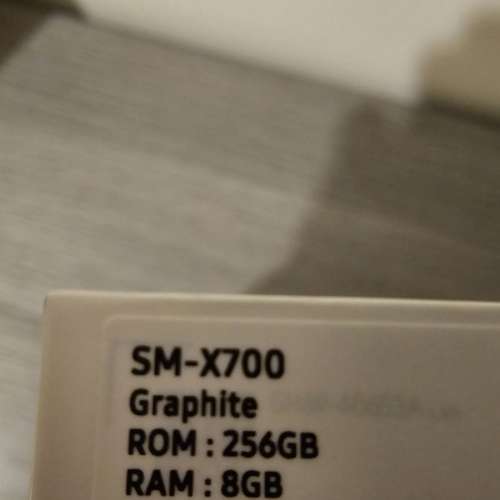 SM-X700
Graphite
ROM : 256GB
RAM : 8GB